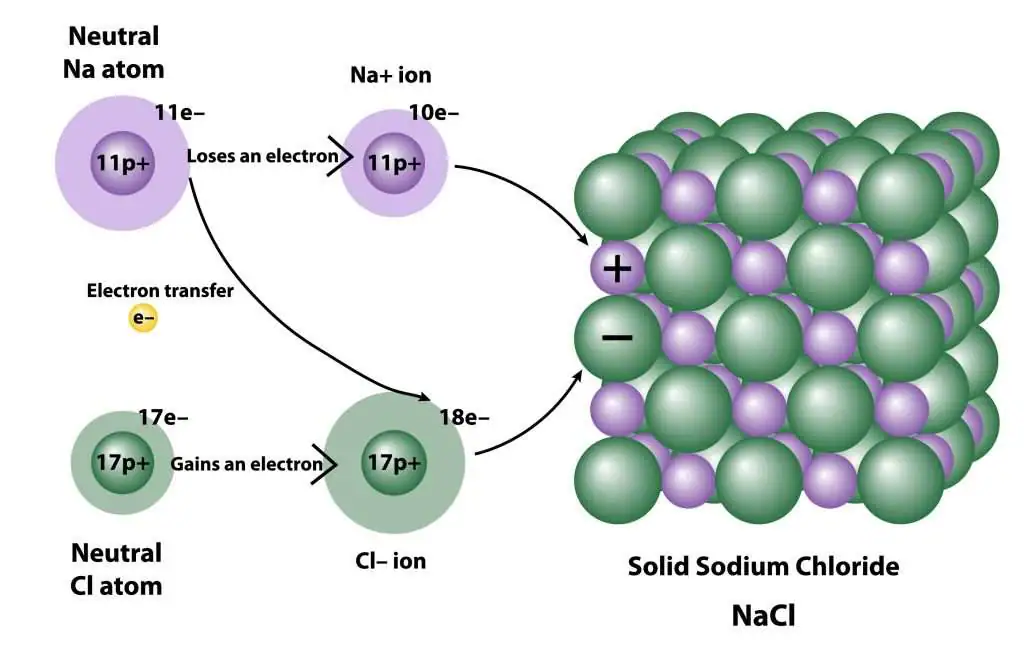 Neutral
Na atom
11e–
11p+
Loses an electron
Na+ ion
10e–
11p+
Electron transfer
e–
17e–
17p+
Gains an electron
18e–
17p+
Neutral
Cl atom
Cl– ion
+
–
Solid Sodium Chloride
NaCl